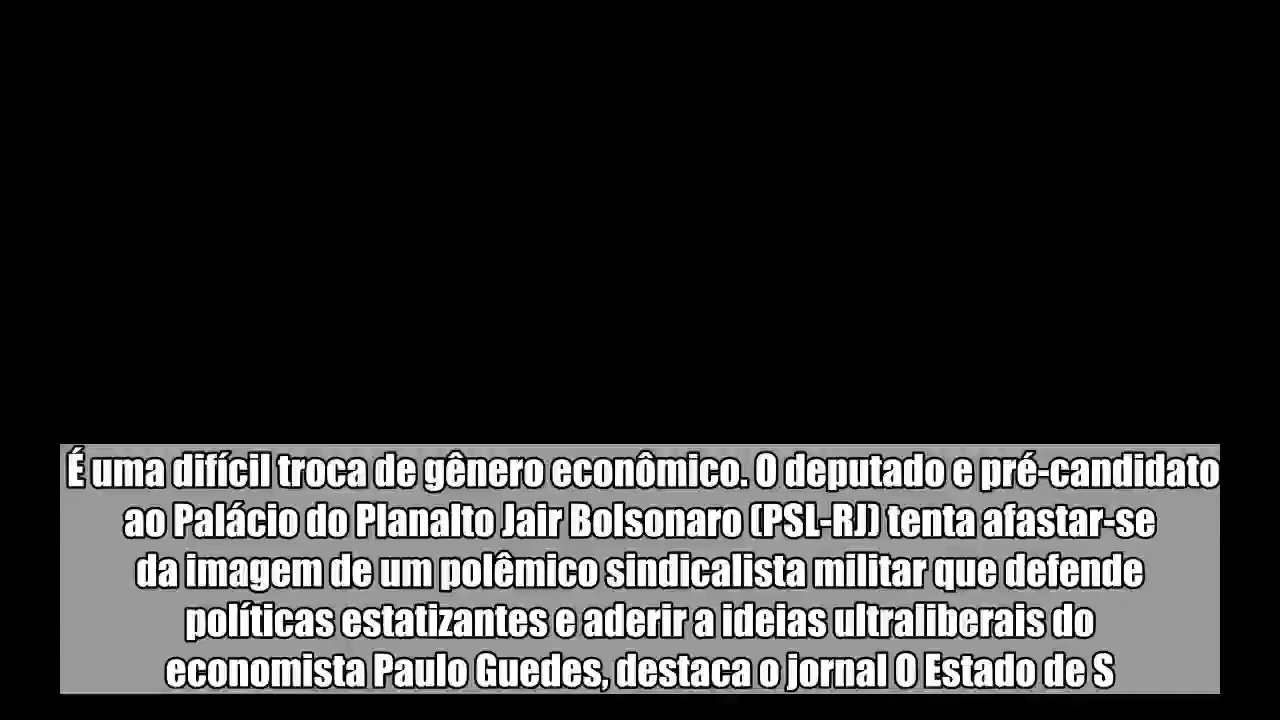 É uma difícil troca de gênero econômico. O deputado e pré-candidato
ao Palácio do Planalto Jair Bolsonaro (PSL-RJ) tenta afastar-se
da imagem de um polêmico sindicalista militar que defende
políticas estatizantes e aderir a ideias ultraliberais do
economista Paulo Guedes, destaca o jornal O Estado de S